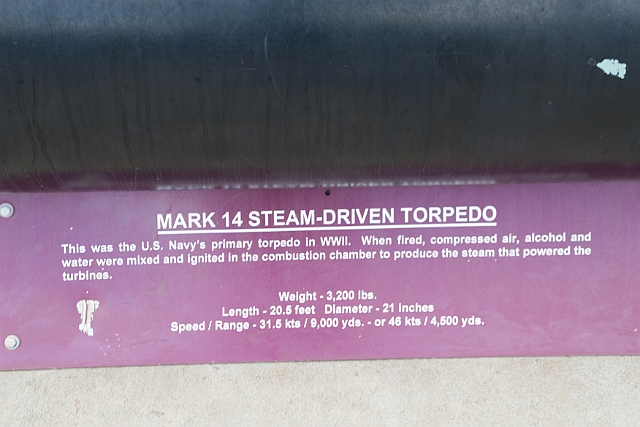 MARK 14 STEAM-DRIVEN TORPEDO
This was the U.S. Navy's primary torpedo in WWII. When fired, compressed air, alcohol and
water were mixed and ignited in the combustion chamber to produce the steam that powered the
turbines.
Weight - 3,200 lbs.
Length - 20.5 feet Diameter - 21 inches
Speed / Range - 31.5 kts / 9,000 yds. - or 46 kts / 4,500 yds.